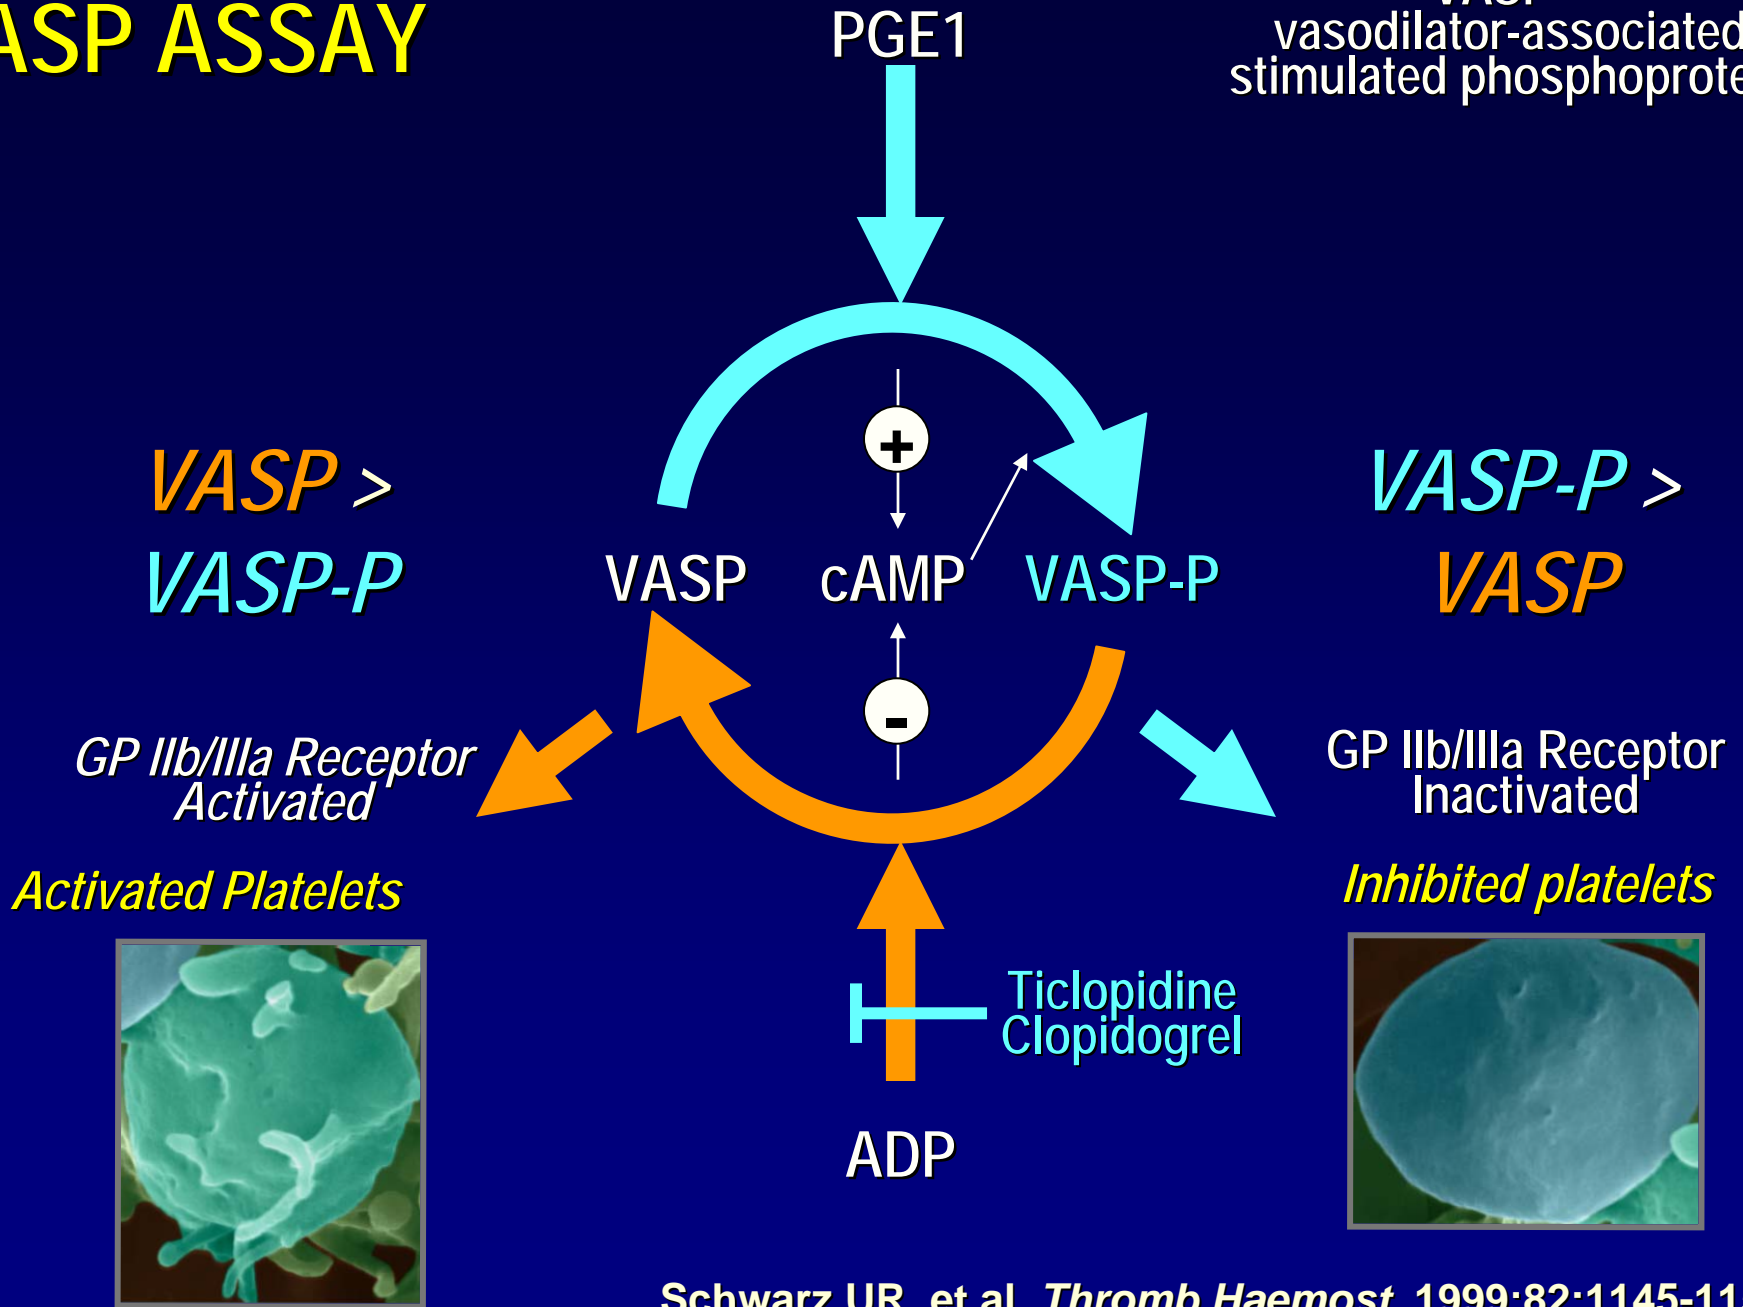 ASP ASSAY
PGE1
VASP
vasodilator-associated
stimulated phosphoprote
+
VASP >
VASP-P
VASP
cAMP
VASP-P
VASP-P >
VASP
-
GP IIb/IIIa Receptor
Activated
GP IIb/IIIa Receptor
Inactivated
Activated Platelets
Inhibited platelets
Ticlopidine
Clopidogrel
ADP
Schwarz UR, et al. Thromb Haemost. 1999;82:1145-11